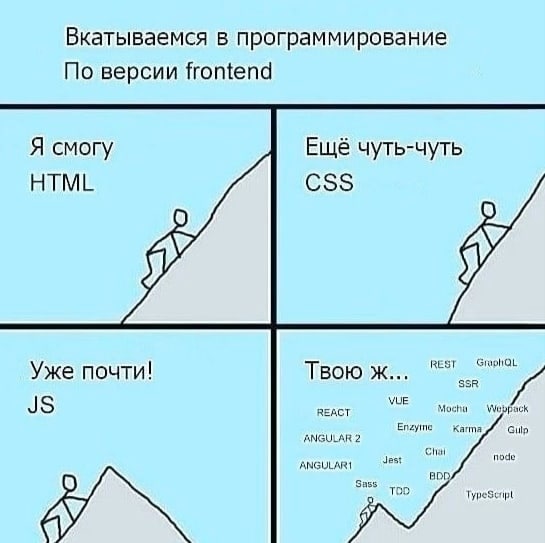 Вкатываемся в программирование
По версии frontend
Я смогу
HTML
Ещё чуть-чуть
CSS
Уже почти!
JS
Твою ж...
REST
GraphQL
SSR
VUE
REACT
Mocha
Webpack
Enzyme
Karma
Gulp
ANGULAR 2
Chai
node
ANGULAR1
Jest
BDD
Sass
TDD
TypeScript